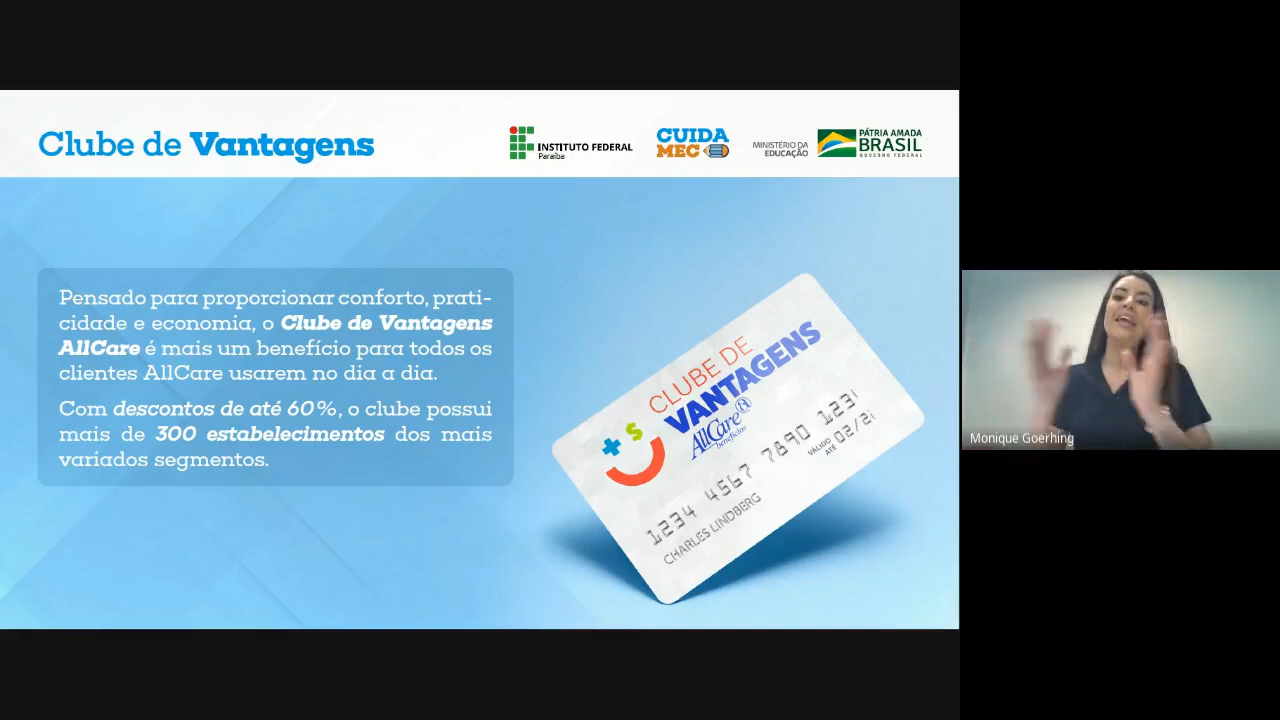 Clube de Vantagens
INSTITUTO FEDERAL
Paraíba
CUIDA
MEC
MINISTÉRIO DA
EDUCAÇÃO
PÁTRIA AMADA
BRASIL
GOVERNO FEDERAL
Pensado para proporcionar conforto, prati-
cidade e economia, o Clube de Vantagens
AllCare é mais um benefício para todos os
clientes AllCare usarem no dia a dia.
Com descontos de até 60%, o clube possui
mais de 300 estabelecimentos dos mais
variados segmentos.
CLUBE DE
VANTAGENS
AllCare®
benefícios
1234 4567 7890 123
VÁLIDO
ATÉ
02/2
CHARLES LINDBERG
Monique Goerhing